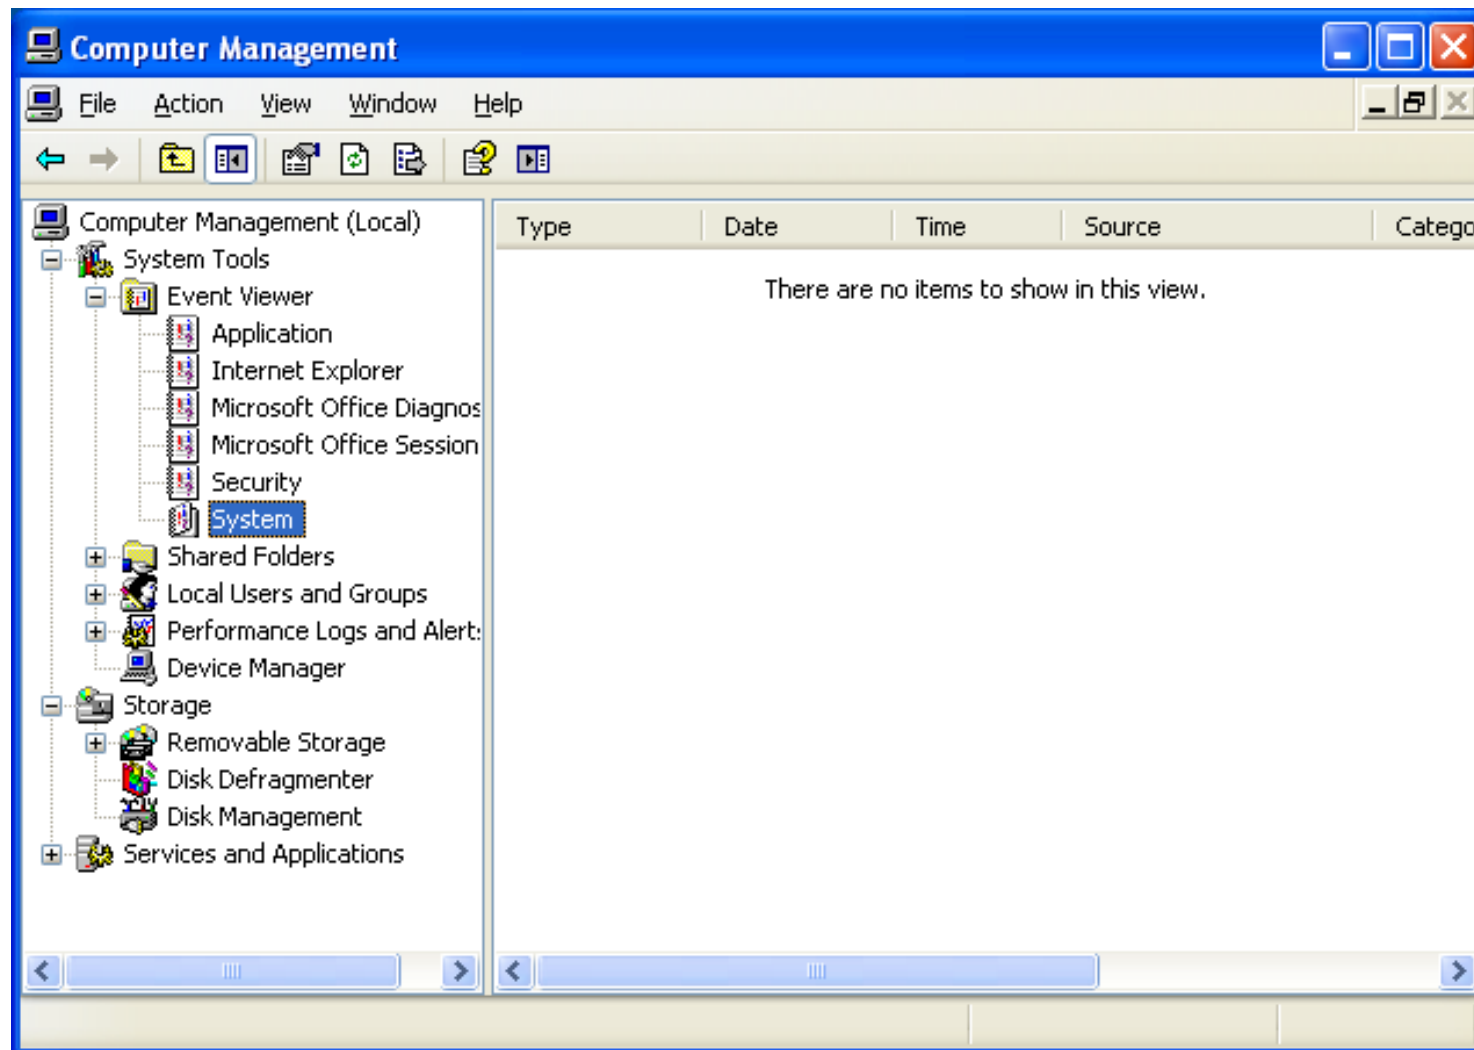 Computer Management
File Action View Window Help
Computer Management (Local)
System Tools
Event Viewer
Application
Internet Explorer
Microsoft Office Diagnos
Microsoft Office Session
Security
System
Shared Folders
Local Users and Groups
Performance Logs and Alert
Device Manager
Storage
Removable Storage
Disk Defragmenter
Disk Management
Services and Applications
Type Date Time Source Catego
There are no items to show in this view.